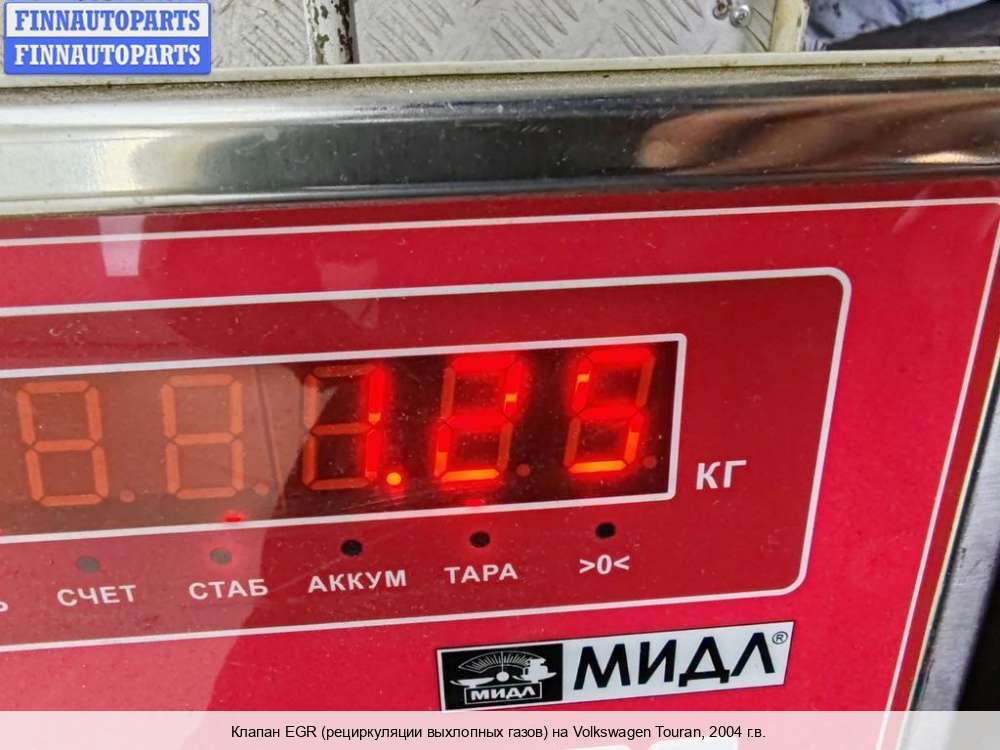 FINNAUTOPARTS
FINNAUTOPARTS
1.25
КГ
СЧЕТ СТАБ АККУМ ТАРА >0<
МИДЛ МИДЛ®
Клапан EGR (рециркуляции выхлопных газов) на Volkswagen Touran, 2004 г.в.